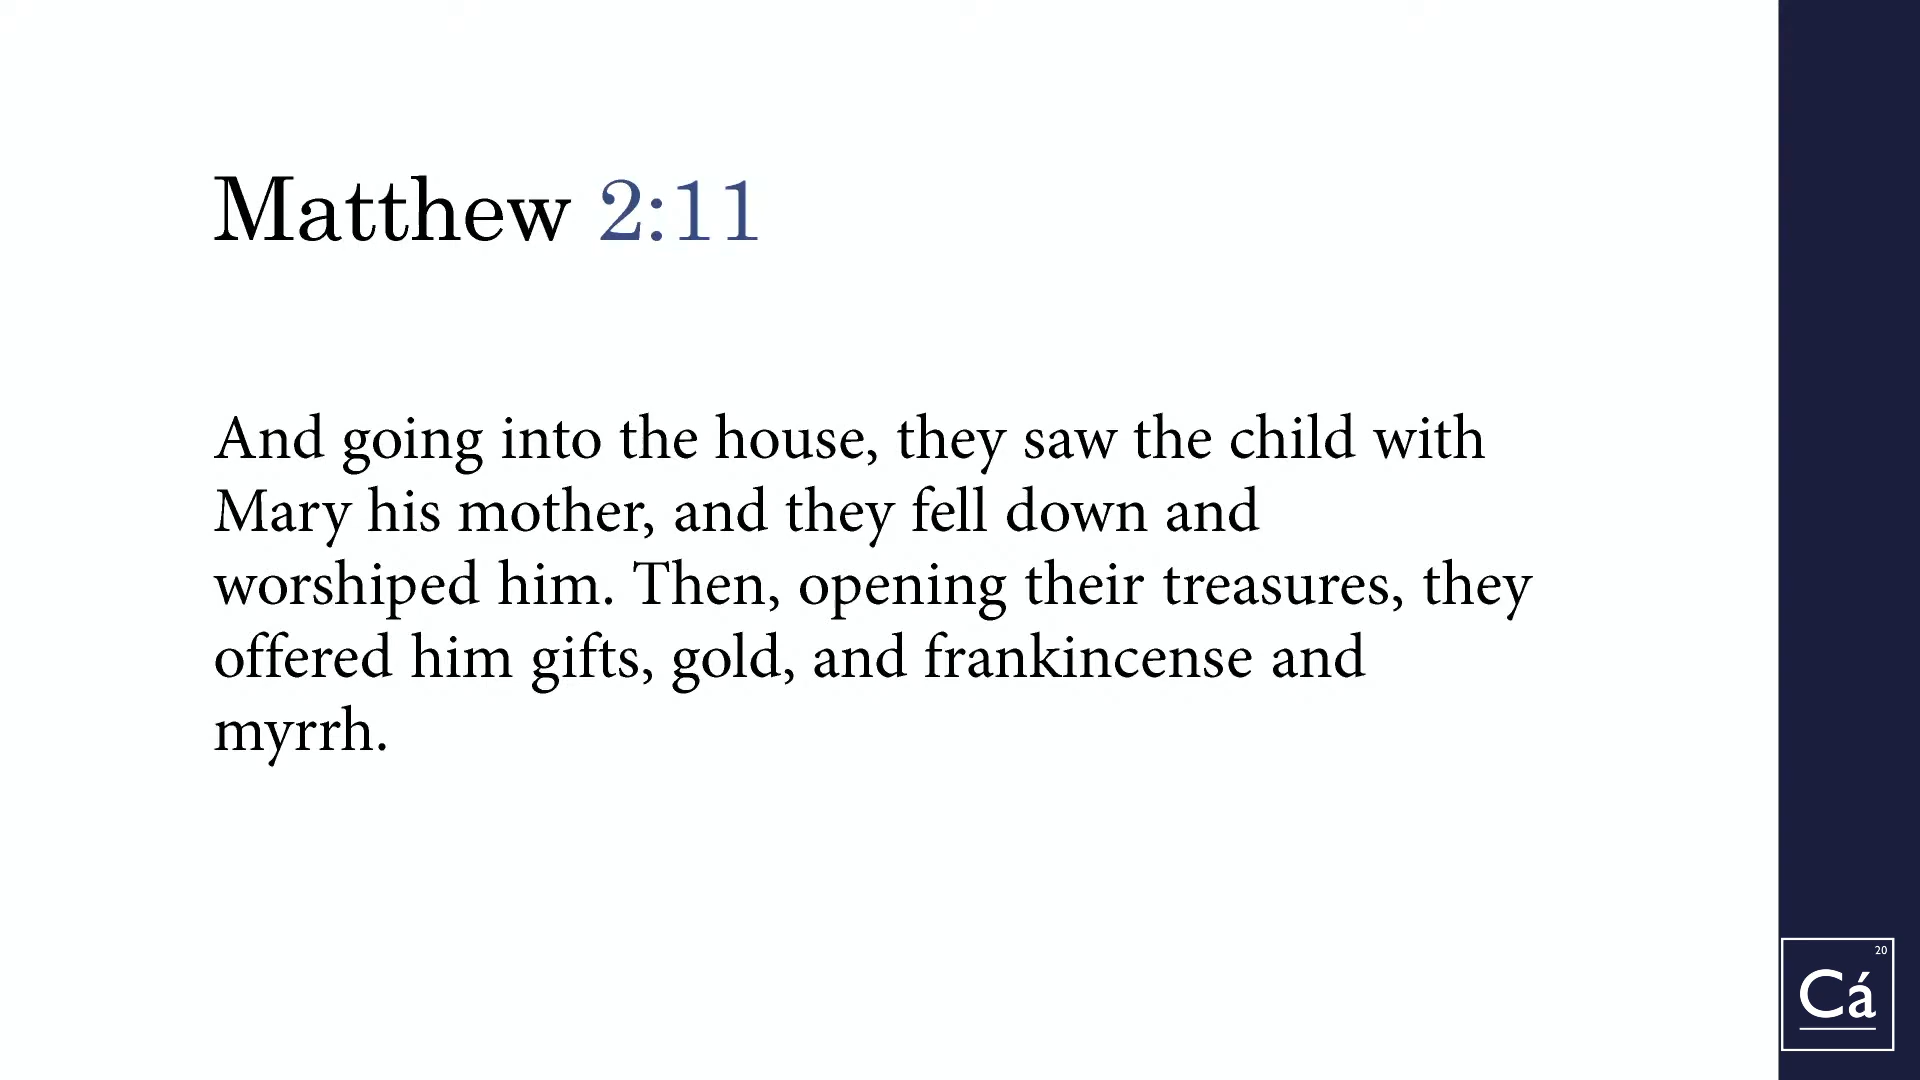 Matthew 2:11
And going into the house, they saw the child with
Mary his mother, and they fell down and
worshiped him. Then, opening their treasures, they
offered him gifts, gold, and frankincense and
myrrh.
20
Cá